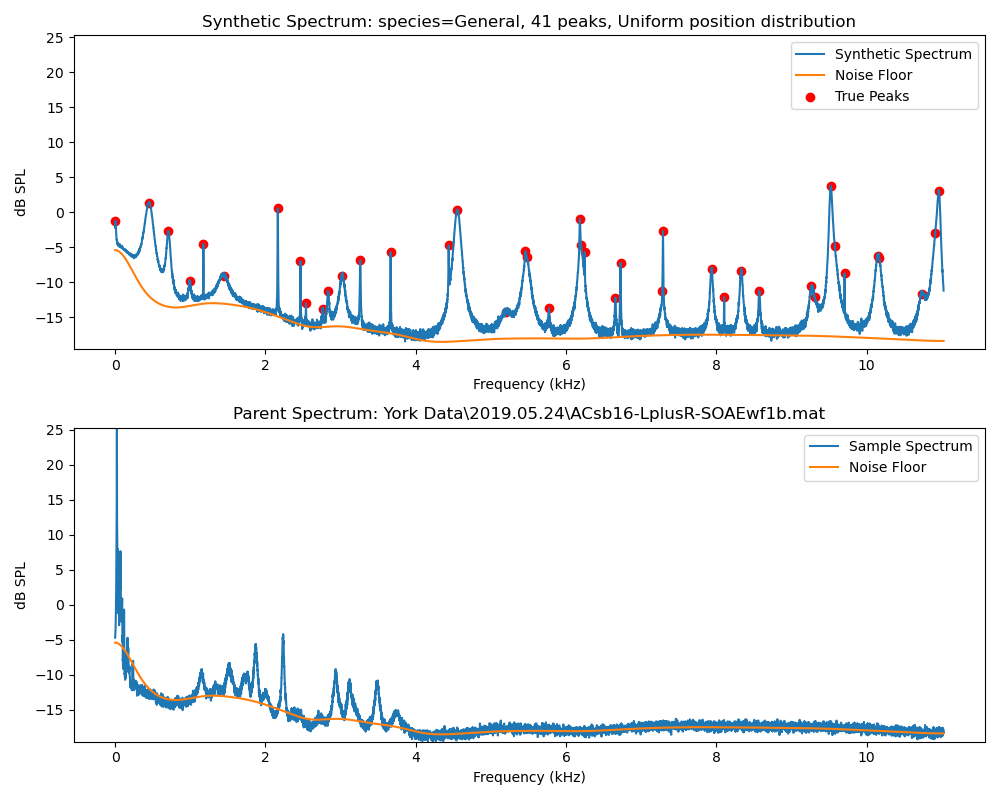 Synthetic Spectrum: species=General, 41 peaks, Uniform position distribution
25
20
15
10
5
0
−5
−10
−15
dB SPL
Synthetic Spectrum
Noise Floor
True Peaks
0 2 4 6 8 10
Frequency (kHz)
Parent Spectrum: York Data\2019.05.24\ACsb16-LplusR-SOAEwf1b.mat
25
20
15
10
5
0
−5
−10
−15
dB SPL
Sample Spectrum
Noise Floor
0 2 4 6 8 10
Frequency (kHz)